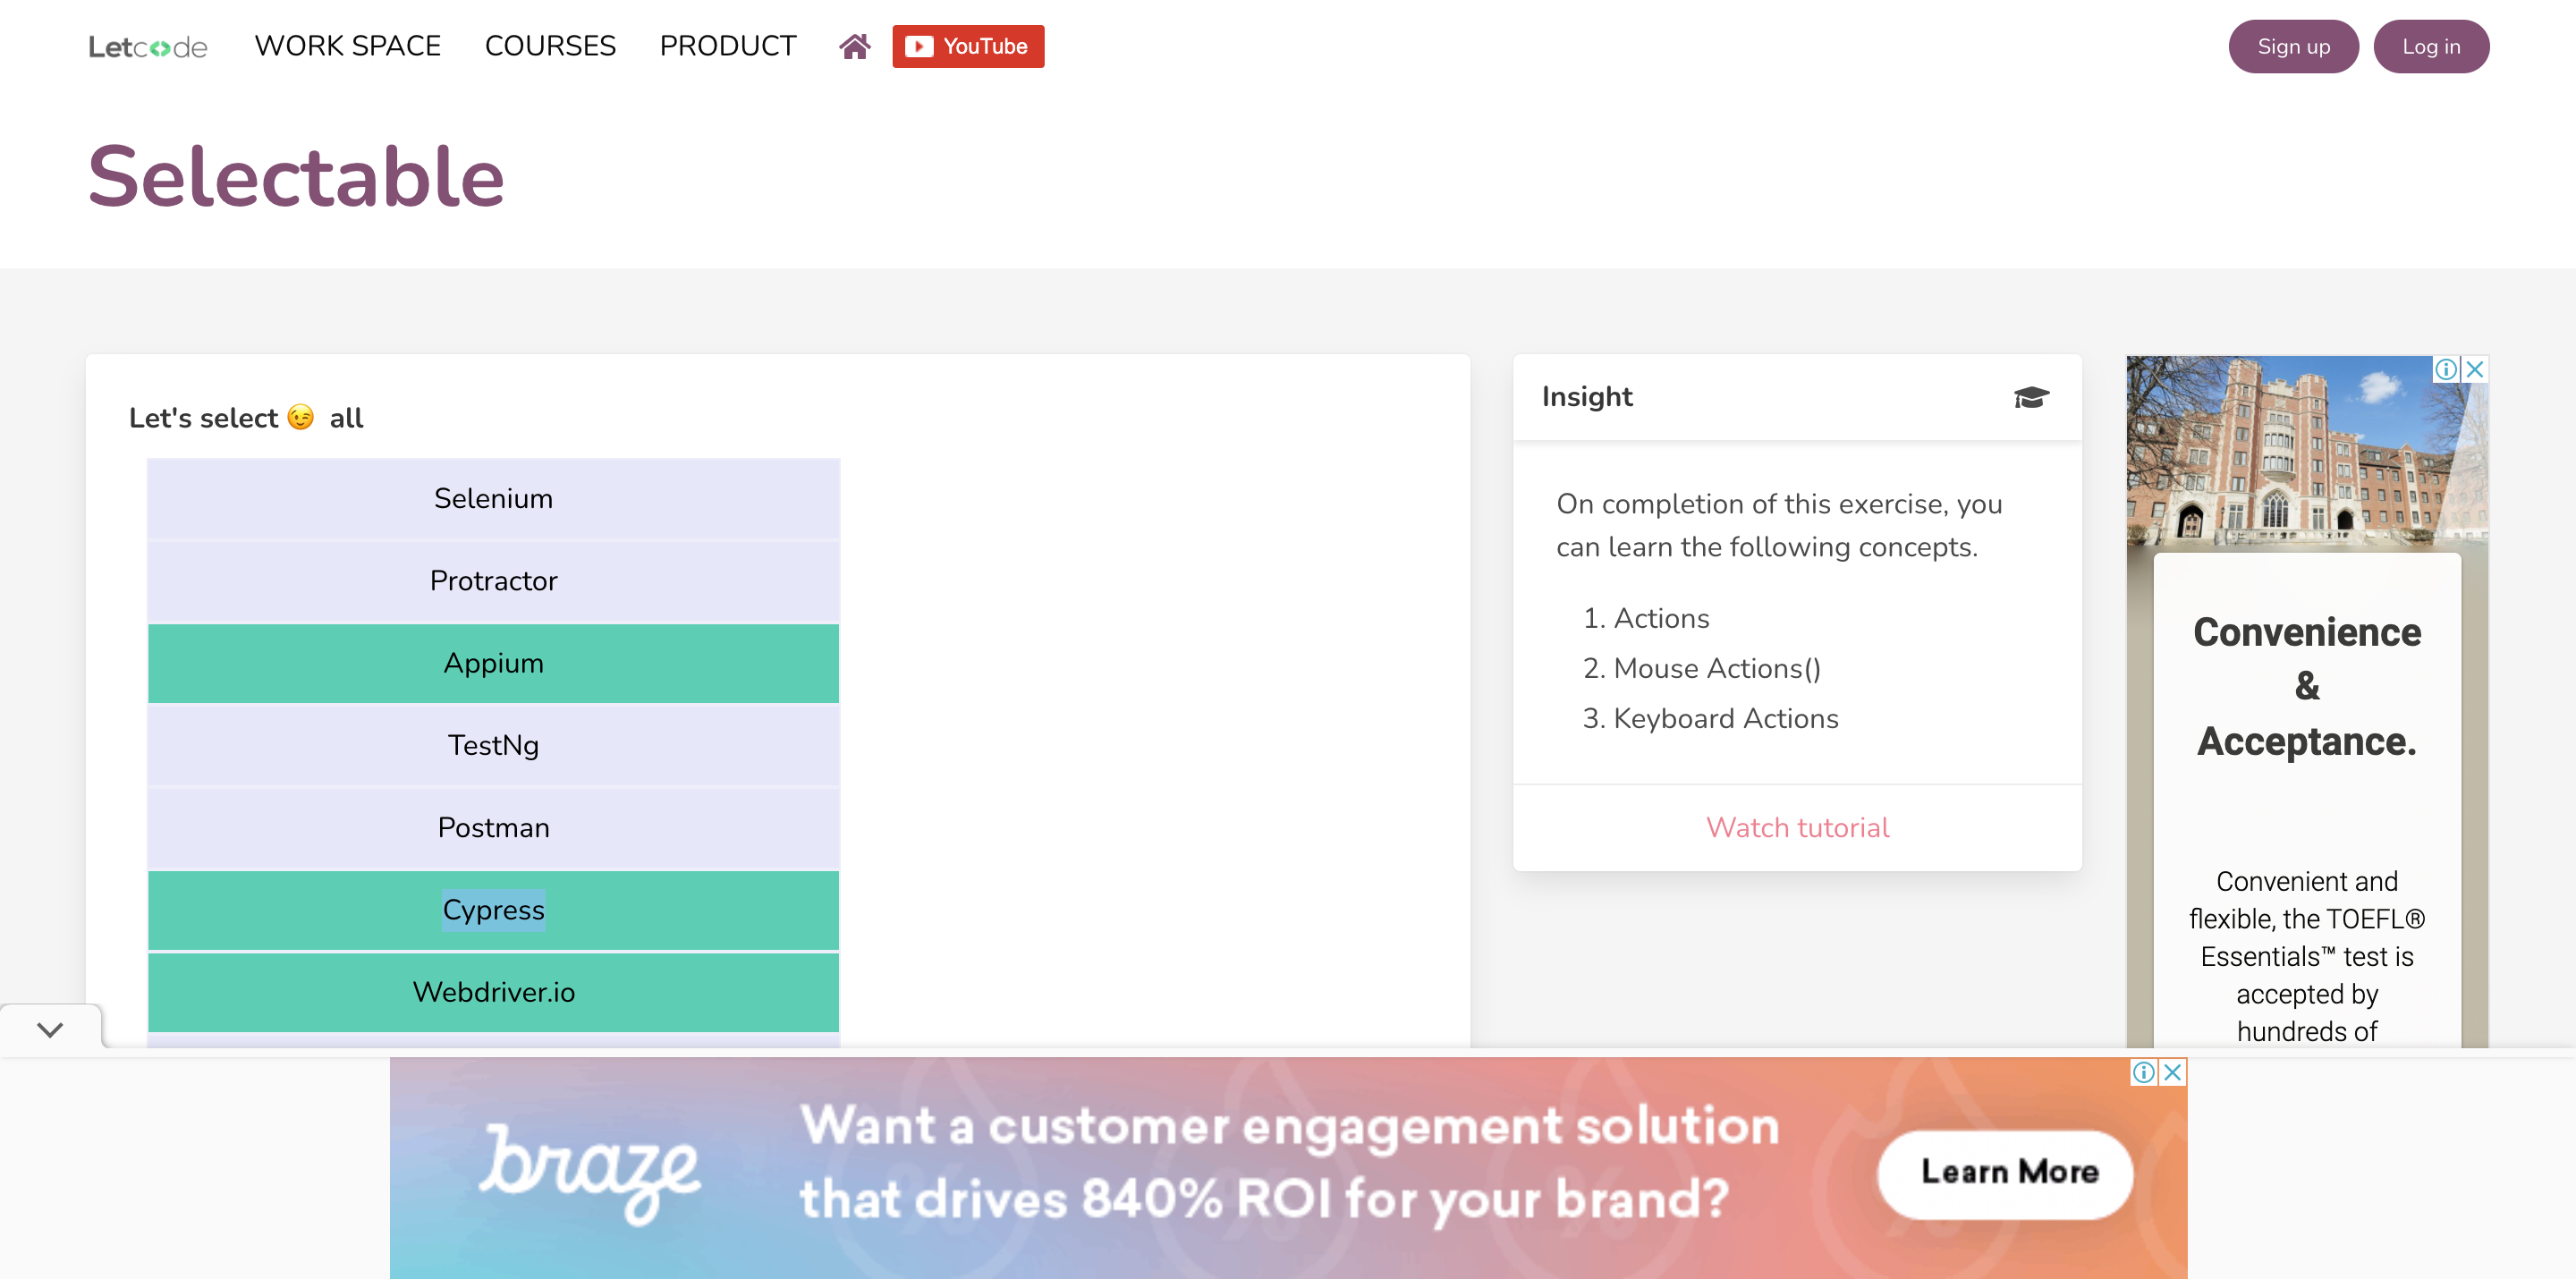 Letcode WORK SPACE COURSES PRODUCT YouTube Sign up Log in
Selectable
Let's select 😉 all
Selenium
Protractor
Appium
TestNg
Postman
Cypress
Webdriver.io
Insight
On completion of this exercise, you
can learn the following concepts.
1. Actions
2. Mouse Actions()
3. Keyboard Actions
Watch tutorial
Convenience
&
Acceptance.
Convenient and
flexible, the TOEFL®
Essentials™ test is
accepted by
hundreds of
braze
Want a customer engagement solution
that drives 840% ROI for your brand?
Learn More